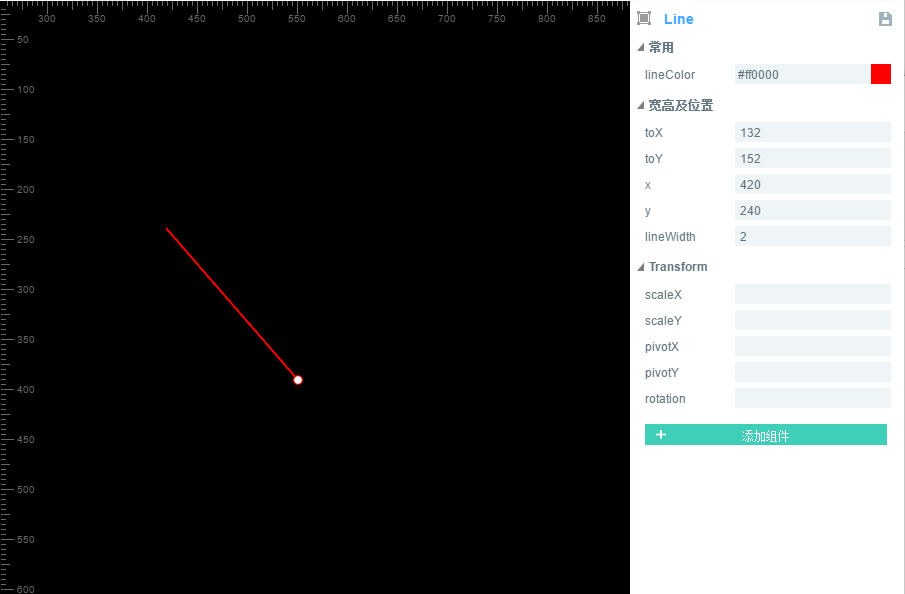 300 350 400 450 500 550 600 650 700 750 800 850
50
100
150
200
250
300
350
400
450
500
550
600
Line
常用
lineColor #ff0000
宽高及位置
toX 132
toY 152
x 420
y 240
lineWidth 2
Transform
scaleX
scaleY
pivotX
pivotY
rotation
+ 添加组件